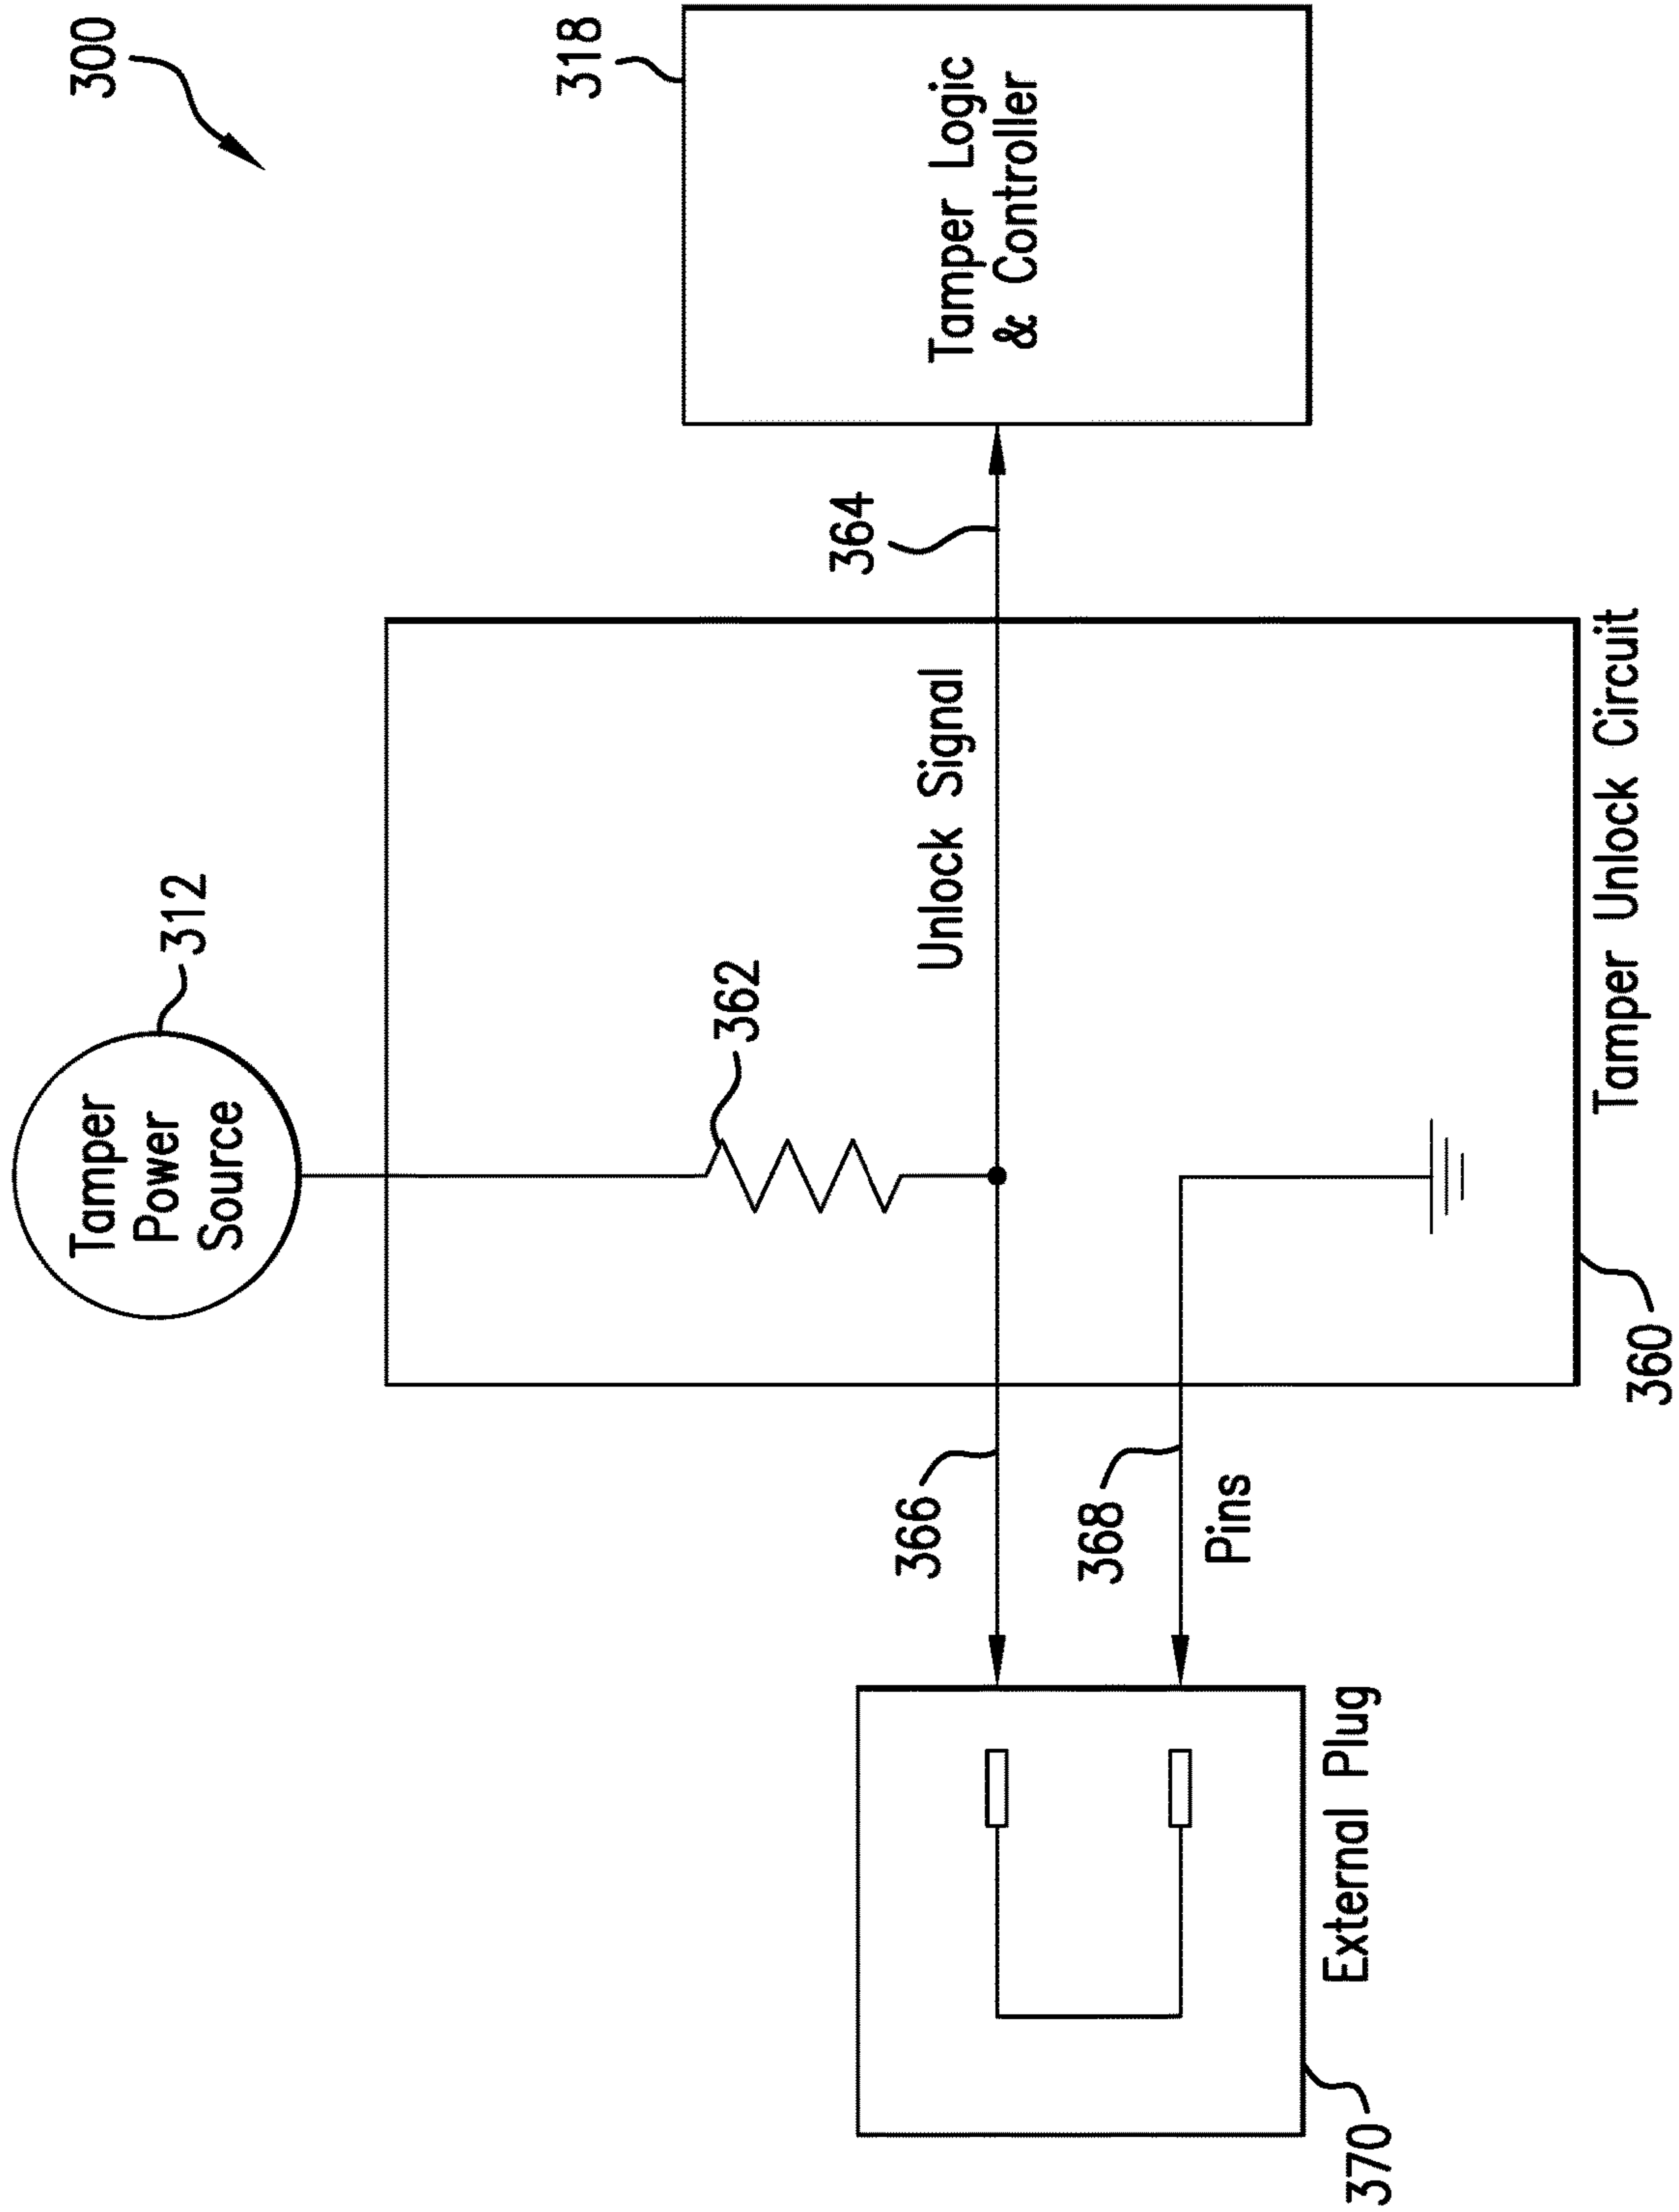 300
Tamper
Power
Source
312
362
Unlock Signal
364
318
Tamper Logic
& Controller
366
368
Pins
360
Tamper Unlock Circuit
External Plug
370